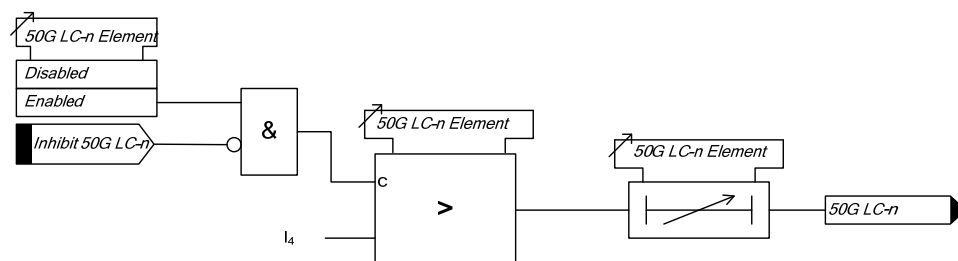 50G LC-n Element
Disabled
Enabled
Inhibit 50G LC-n
&
50G LC-n Element
c
>
I₄
50G LC-n Element
50G LC-n